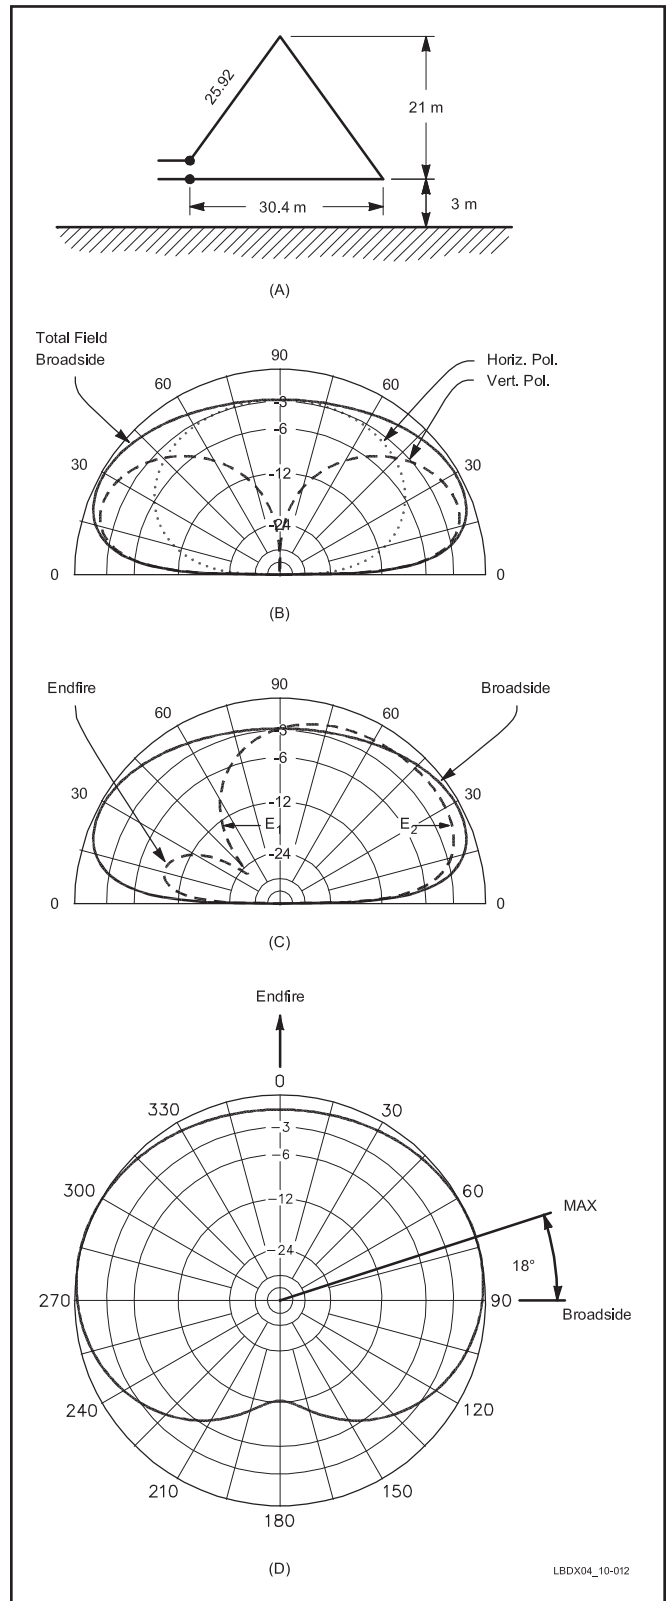 25.92
21 m
30.4 m
3 m
(A)
Total Field
Broadside
90
60
60
Horiz. Pol.
Vert. Pol.
-3
-6
30
30
-12
-24
0
0
(B)
Endfire
90
Broadside
60
60
-3
-6
30
30
-12
E1
E2
-24
0
0
(C)
Endfire
0
330
30
−3
−6
300
60
−12
MAX
−24
18°
270
90
Broadside
240
120
210
150
180
(D)
LBDX04_10-012